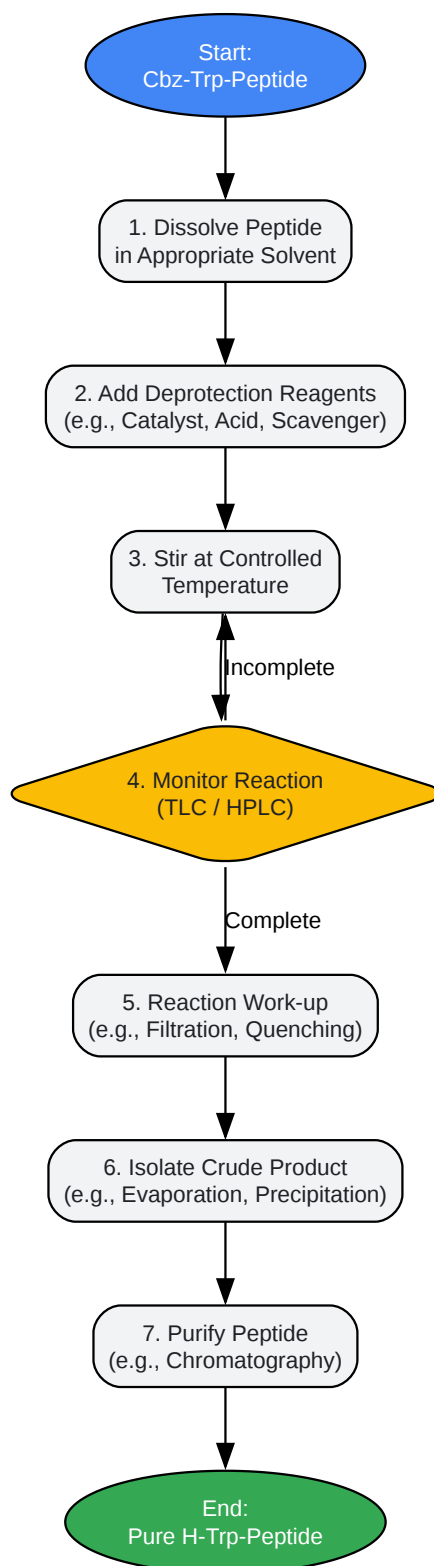 Start:
Cbz-Trp-Peptide
1. Dissolve Peptide
in Appropriate Solvent
2. Add Deprotection Reagents
(e.g., Catalyst, Acid, Scavenger)
3. Stir at Controlled
Temperature
Incomplete
4. Monitor Reaction
(TLC / HPLC)
Complete
5. Reaction Work-up
(e.g., Filtration, Quenching)
6. Isolate Crude Product
(e.g., Evaporation, Precipitation)
7. Purify Peptide
(e.g., Chromatography)
End:
Pure H-Trp-Peptide